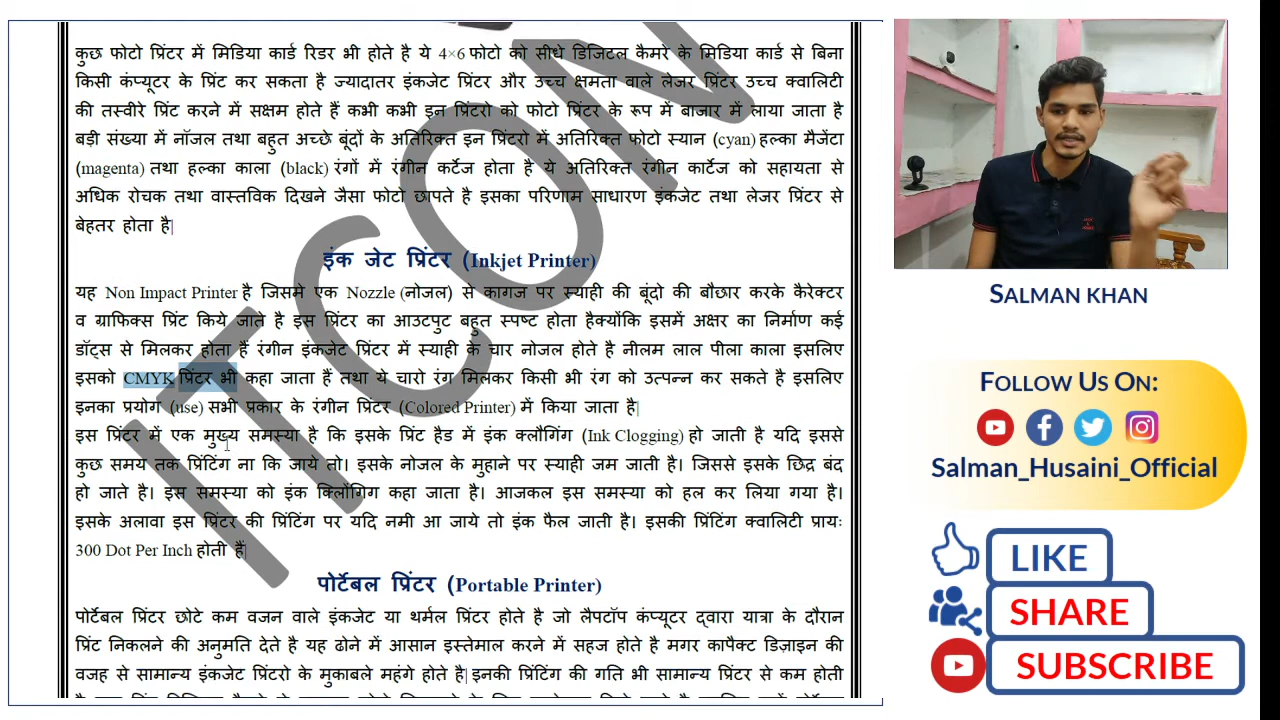 कुछ फोटो प्रिंटर में मिडिया कार्ड रिडर भी होते है ये 4×6 फोटो को सीधे डिजिटल कैमरे के मिडिया कार्ड से बिना
किसी कंप्यूटर के प्रिंट कर सकता है ज्यादातर इंकजेट प्रिंटर और उच्च क्षमता वाले लेजर प्रिंटर उच्च क्वालिटी
की तस्वीरे प्रिंट करने में सक्षम होते हैं कभी कभी इन प्रिंटरो को फोटो प्रिंटर के रूप में बाजार में लाया जाता है
बड़ी संख्या में नॉजल तथा बहुत अच्छे बूंदों के अतिरिक्त इन प्रिंटरो में अतिरिक्त फोटो स्यान (cyan) हल्का मैजेंटा
(magenta) तथा हल्का काला (black) रंगों में रंगीन कर्टेज होता है ये अतिरिक्त रंगीन कार्टेज को सहायता से
अधिक रोचक तथा वास्तविक दिखने जैसा फोटो छापते है इसका परिणाम साधारण इंकजेट तथा लेजर प्रिंटर से
बेहतर होता है|
इंक जेट प्रिंटर (Inkjet Printer)
यह Non Impact Printer है जिसमे एक Nozzle (नोजल) से कागज पर स्याही की बूंदो की बौछार करके कैरेक्टर
व ग्राफिक्स प्रिंट किये जाते है इस प्रिंटर का आउटपुट बहुत स्पष्ट होता हैक्योंकि इसमें अक्षर का निर्माण कई
डॉट्स से मिलकर होता हैं रंगीन इंकजेट प्रिंटर में स्याही के चार नोजल होते है नीलम लाल पीला काला इसलिए
इसको CMYK प्रिंटर भी कहा जाता हैं तथा ये चारो रंग मिलकर किसी भी रंग को उत्पन्न कर सकते है इसलिए
इनका प्रयोग (use) सभी प्रकार के रंगीन प्रिंटर (Colored Printer) में किया जाता है|
इस प्रिंटर में एक मुख्य समस्या है कि इसके प्रिंट हेड में इंक क्लौगिंग (Ink Clogging) हो जाती है यदि इससे
कुछ समय तक प्रिंटिंग ना कि जाये तो। इसके नोजल के मुहाने पर स्याही जम जाती है। जिससे इसके छिद्र बंद
हो जाते है। इस समस्या को इंक क्लिोंगिग कहा जाता है। आजकल इस समस्या को हल कर लिया गया है।
इसके अलावा इस प्रिंटर की प्रिंटिंग पर यदि नमी आ जाये तो इंक फैल जाती है। इसकी प्रिंटिंग क्वालिटी प्रायः
300 Dot Per Inch होती हैं|
पोर्टेबल प्रिंटर (Portable Printer)
पोर्टेबल प्रिंटर छोटे कम वजन वाले इंकजेट या थर्मल प्रिंटर होते है जो लैपटॉप कंप्यूटर द्वारा यात्रा के दौरान
प्रिंट निकलने की अनुमति देते है यह ढोने में आसान इस्तेमाल करने में सहज होते है मगर कापैक्ट डिज़ाइन की
वजह से सामान्य इंकजेट प्रिंटरो के मुकाबले महंगे होते है| इनकी प्रिंटिंग की गति भी सामान्य प्रिंटर से कम होती
ITCON
SALMAN KHAN
FOLLOW US ON:
Salman_Husaini_Official
LIKE
SHARE
SUBSCRIBE